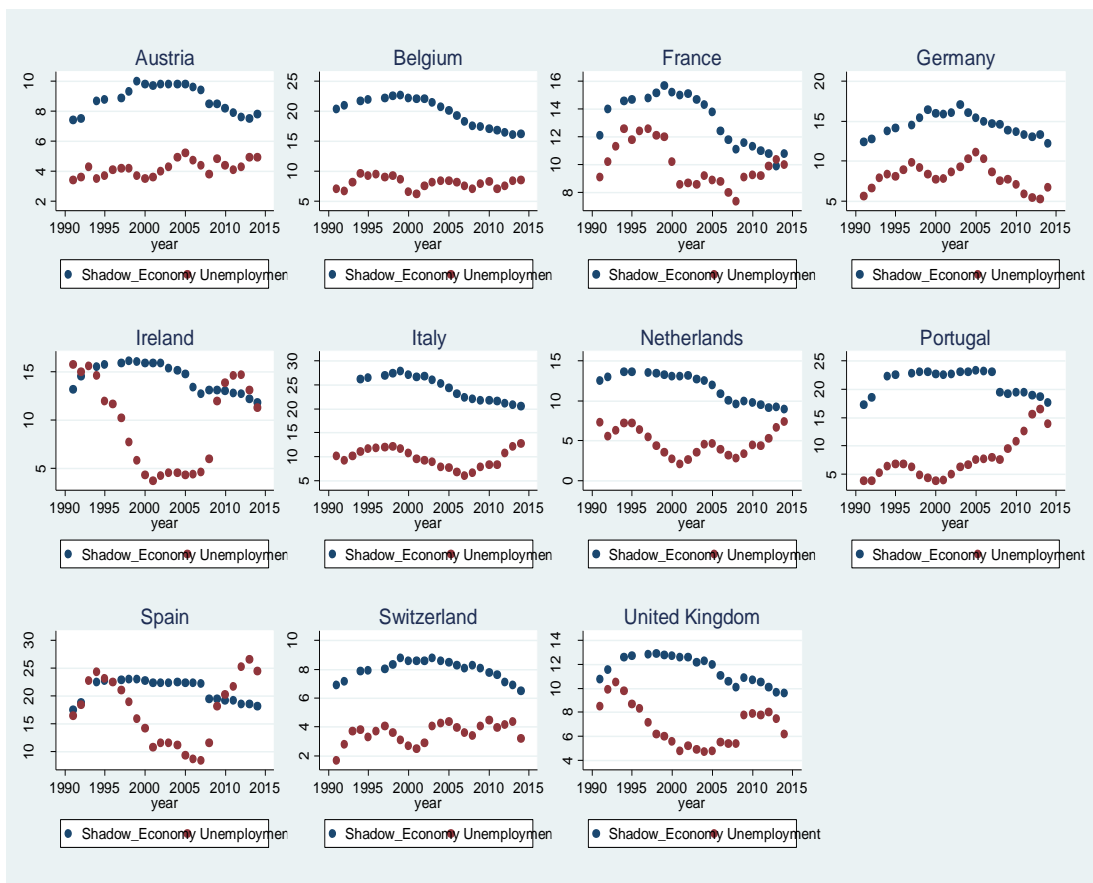 Austria
10
8
6
4
2
1990 1995 2000 2005 2010 2015
year
Shadow_Economy Unemploymen
Belgium
25
20
15
10
5
1990 1995 2000 2005 2010 2015
year
Shadow_Economy Unemploymen
France
16
14
12
10
8
1990 1995 2000 2005 2010 2015
year
Shadow_Economy Unemploymen
Germany
20
15
10
5
1990 1995 2000 2005 2010 2015
year
Shadow_Economy Unemployment
Ireland
15
10
5
1990 1995 2000 2005 2010 2015
year
Shadow_Economy Unemploymen
Italy
30
25
20
15
10
5
1990 1995 2000 2005 2010 2015
year
Shadow_Economy Unemploymen
Netherlands
15
10
5
0
1990 1995 2000 2005 2010 2015
year
Shadow_Economy Unemploymen
Portugal
25
20
15
10
5
1990 1995 2000 2005 2010 2015
year
Shadow_Economy Unemployment
Spain
30
25
20
15
10
1990 1995 2000 2005 2010 2015
year
Shadow_Economy Unemploymen
Switzerland
10
8
6
4
2
1990 1995 2000 2005 2010 2015
year
Shadow_Economy Unemploymen
United Kingdom
14
12
10
8
6
4
1990 1995 2000 2005 2010 2015
year
Shadow_Economy Unemployment